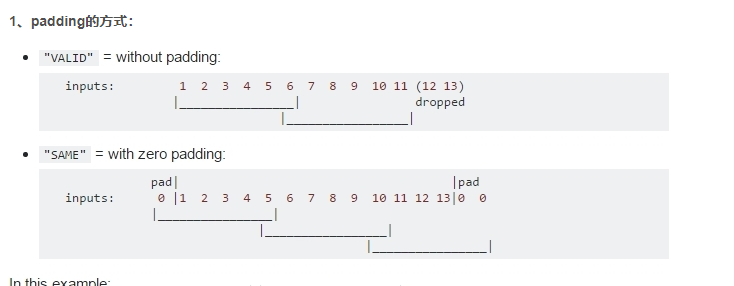 1、padding的方式：
"VALID" = without padding:
inputs: 1 2 3 4 5 6 7 8 9 10 11 (12 13)
|________________| dropped
|_________________|
"SAME" = with zero padding:
pad| |pad
inputs: 0 |1 2 3 4 5 6 7 8 9 10 11 12 13|0 0
|________________|
|_________________|
|________________|
In this example: